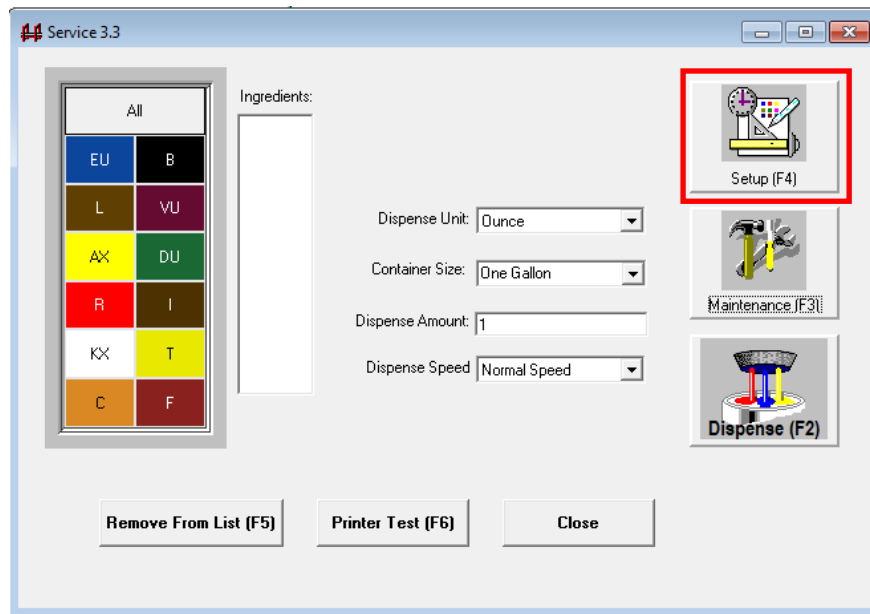 Service 3.3
All
EU B
L VU
AX DU
R I
KX T
C F
Ingredients:
Dispense Unit: Ounce
Container Size: One Gallon
Dispense Amount: 1
Dispense Speed Normal Speed
Setup (F4)
Maintenance (F3)
Dispense (F2)
Remove From List (F5) Printer Test (F6) Close